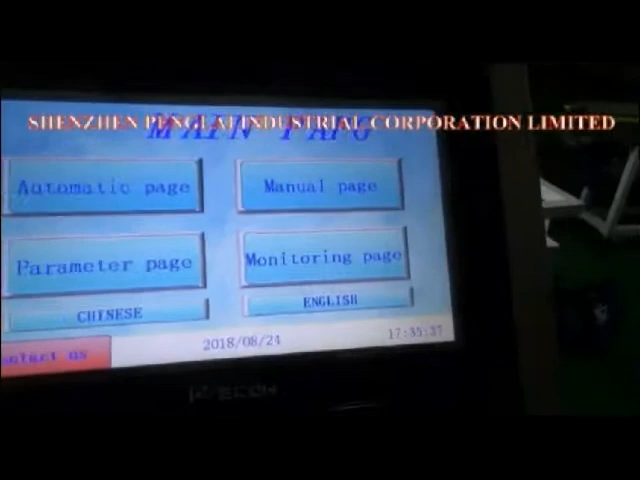 SHENZHEN PENGLAI INDUSTRIAL CORPORATION LIMITED
MAIN PAGE
Automatic page
Manual page
Parameter page
Monitoring page
CHINESE
ENGLISH
Contact us
2018/08/24
17:35:37